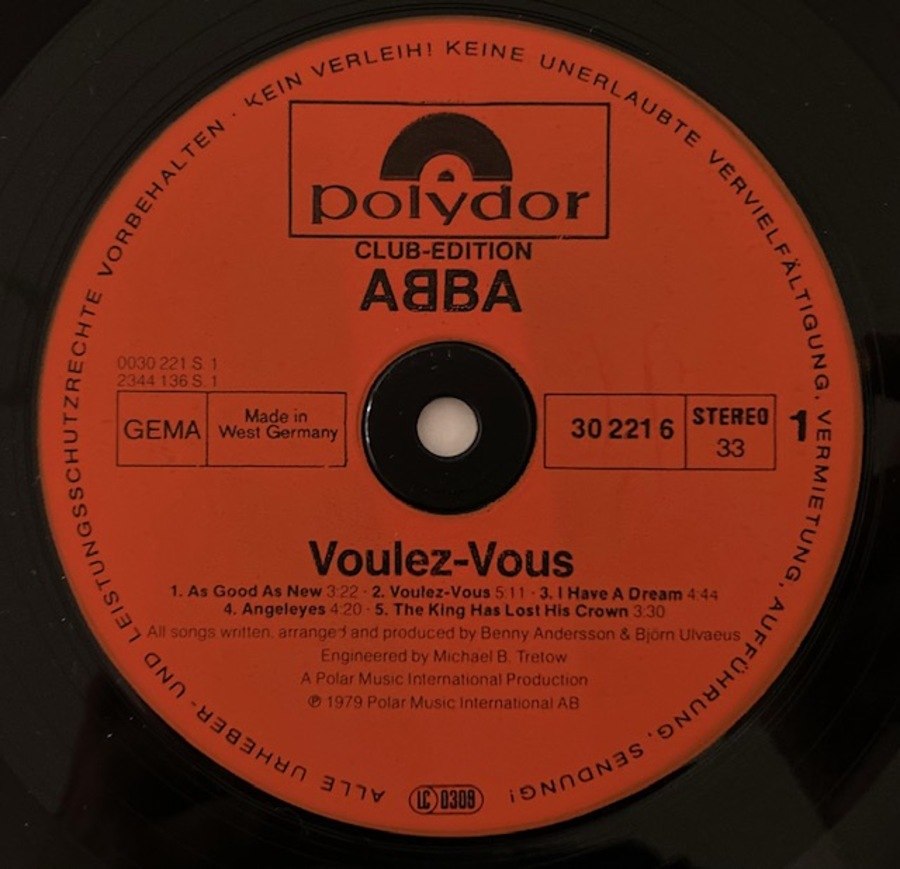 ALLE URHEBER- UND LEISTUNGSSCHUTZRECHTE VORBEHALTEN · KEIN VERLEIH! KEINE UNERLAUBTE VERVIELFÄLTIGUNG, VERMIETUNG, AUFFÜHRUNG, SENDUNG!
polydor
CLUB-EDITION
ABBA
0030 221 S. 1
2344 136 S. 1
GEMA
Made in
West Germany
30 221 6
STEREO
33
1
Voulez-Vous
1. As Good As New 3:22 · 2. Voulez-Vous 5:11 · 3. I Have A Dream 4:44
4. Angeleyes 4:20 · 5. The King Has Lost His Crown 3:30
All songs written, arranged and produced by Benny Andersson & Björn Ulvaeus
Engineered by Michael B. Tretow
A Polar Music International Production
℗ 1979 Polar Music International AB
LC 0309